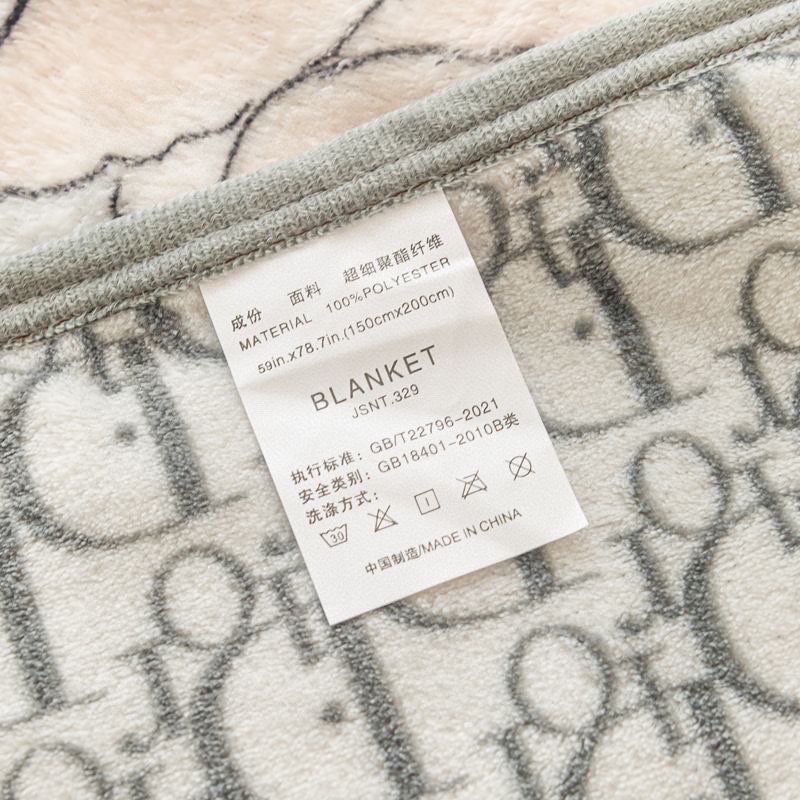 成份 面料 超细聚酯纤维
MATERIAL 100%POLYESTER
59in.x78.7in.(150cmx200cm)
BLANKET
JSNT.329
执行标准: GB/T22796-2021
安全类别: GB18401-2010B类
洗涤方式:
30
中国制造/MADE IN CHINA